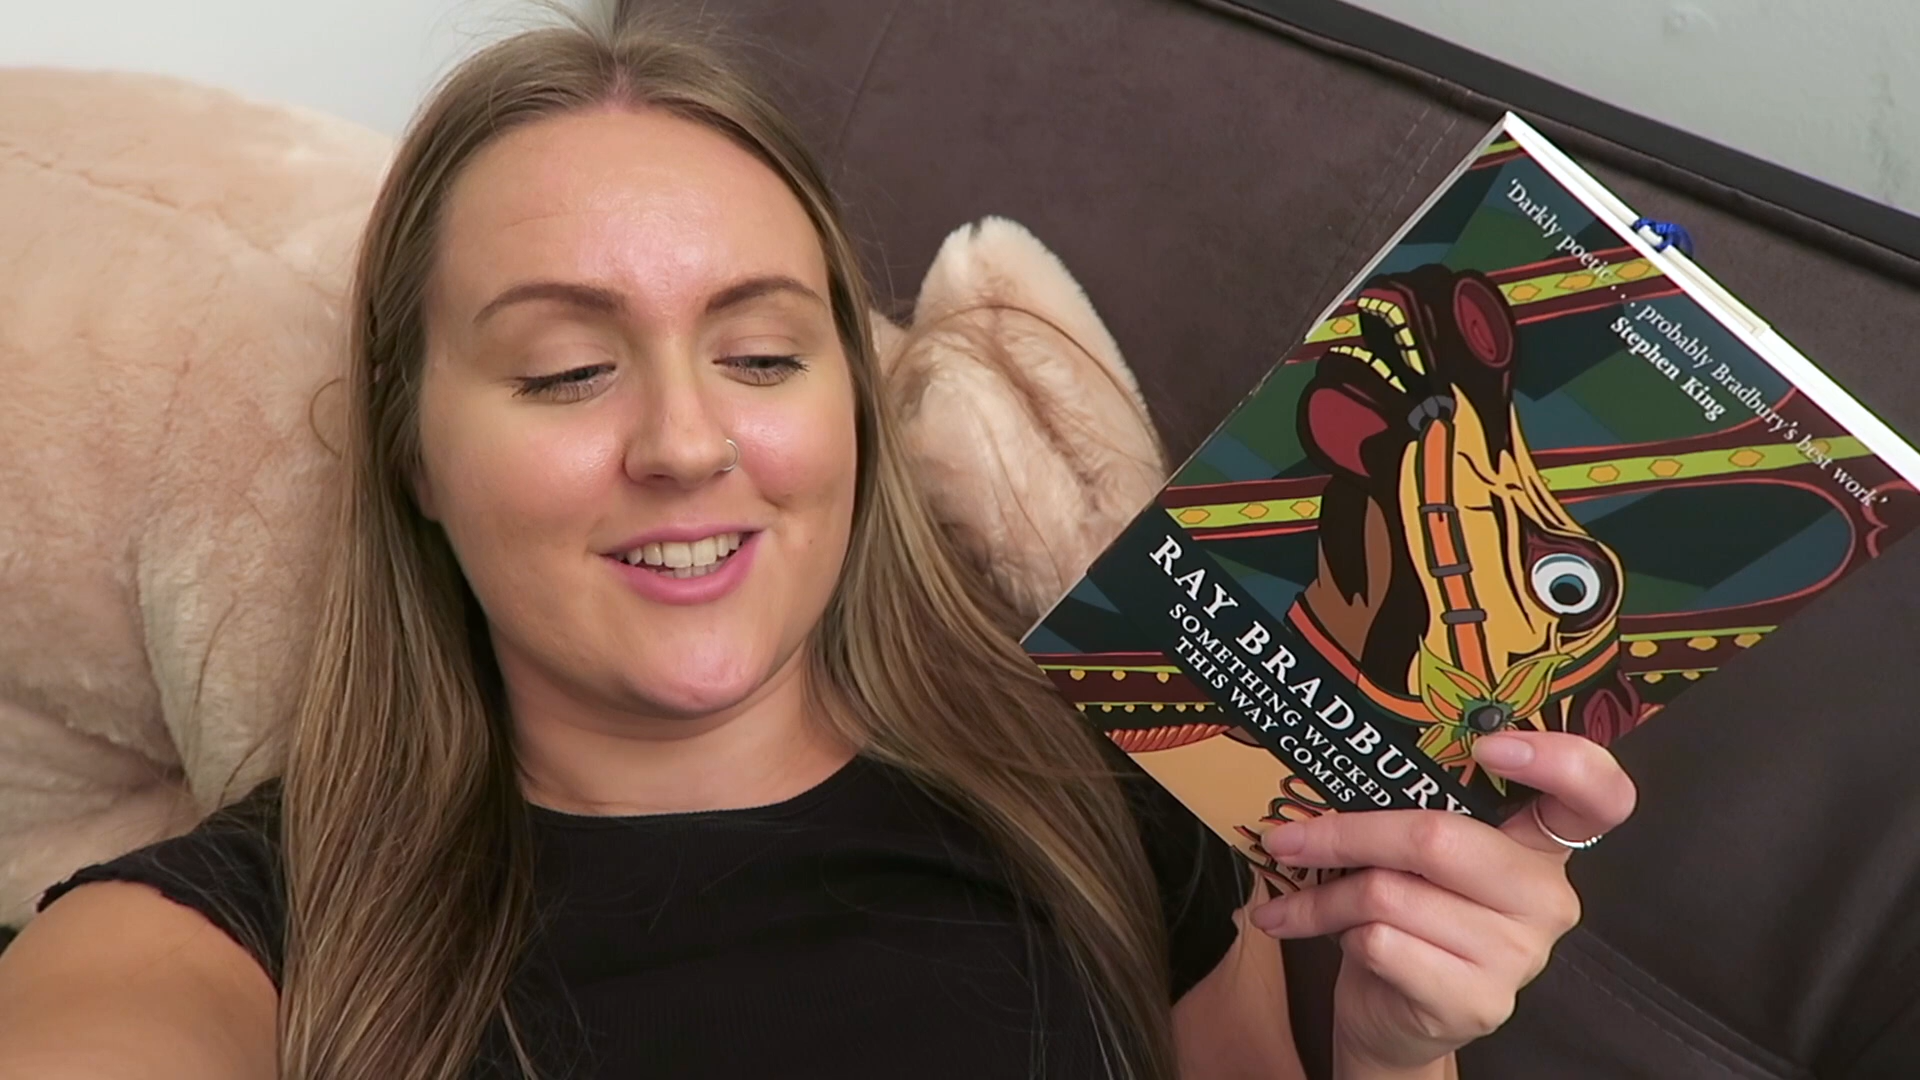 'Darkly poetic . . . probably Bradbury's best work'
Stephen King
RAY BRADBURY
SOMETHING WICKED
THIS WAY COMES